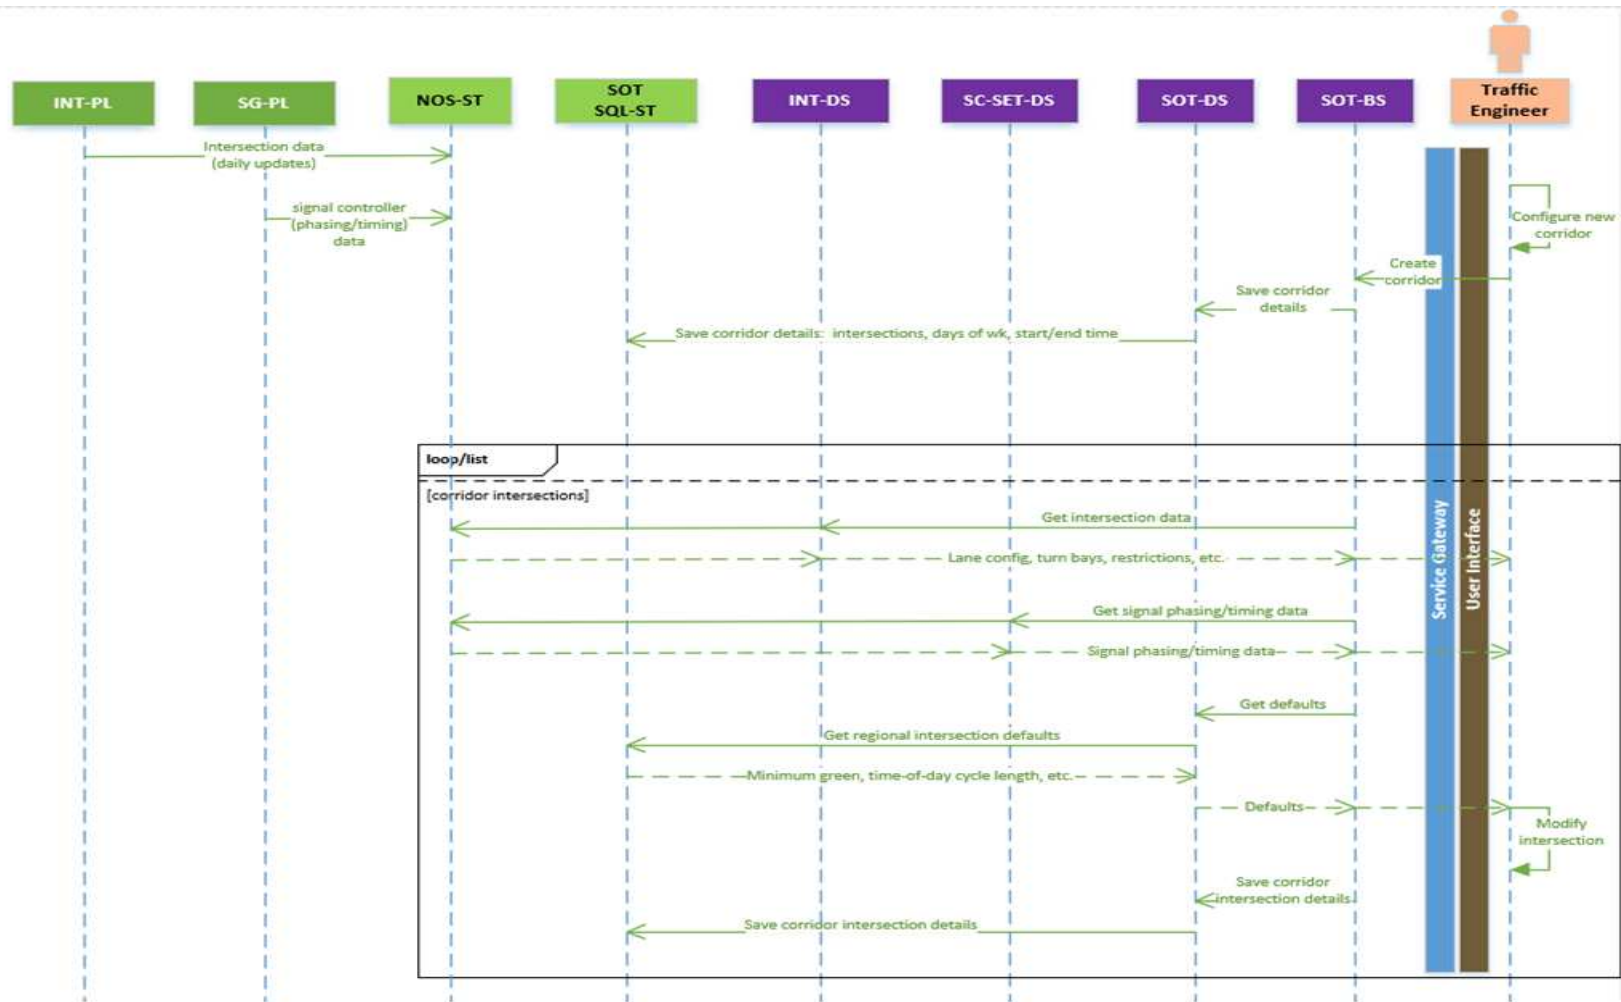 INT-PL
SG-PL
NOS-ST
SOT
SQL-ST
INT-DS
SC-SET-DS
SOT-DS
SOT-BS
Traffic
Engineer
Intersection data
(daily updates)
signal controller
(phasing/timing)
data
Configure new
corridor
Create
corridor
Save corridor
details
Save corridor details: intersections, days of wk, start/end time
loop/list
[corridor intersections]
Get intersection data
Lane config, turn bays, restrictions, etc.
Service Gateway
User Interface
Get signal phasing/timing data
Signal phasing/timing data
Get defaults
Get regional intersection defaults
Minimum green, time-of-day cycle length, etc.
Defaults
Modify
intersection
Save corridor
intersection details
Save corridor intersection details